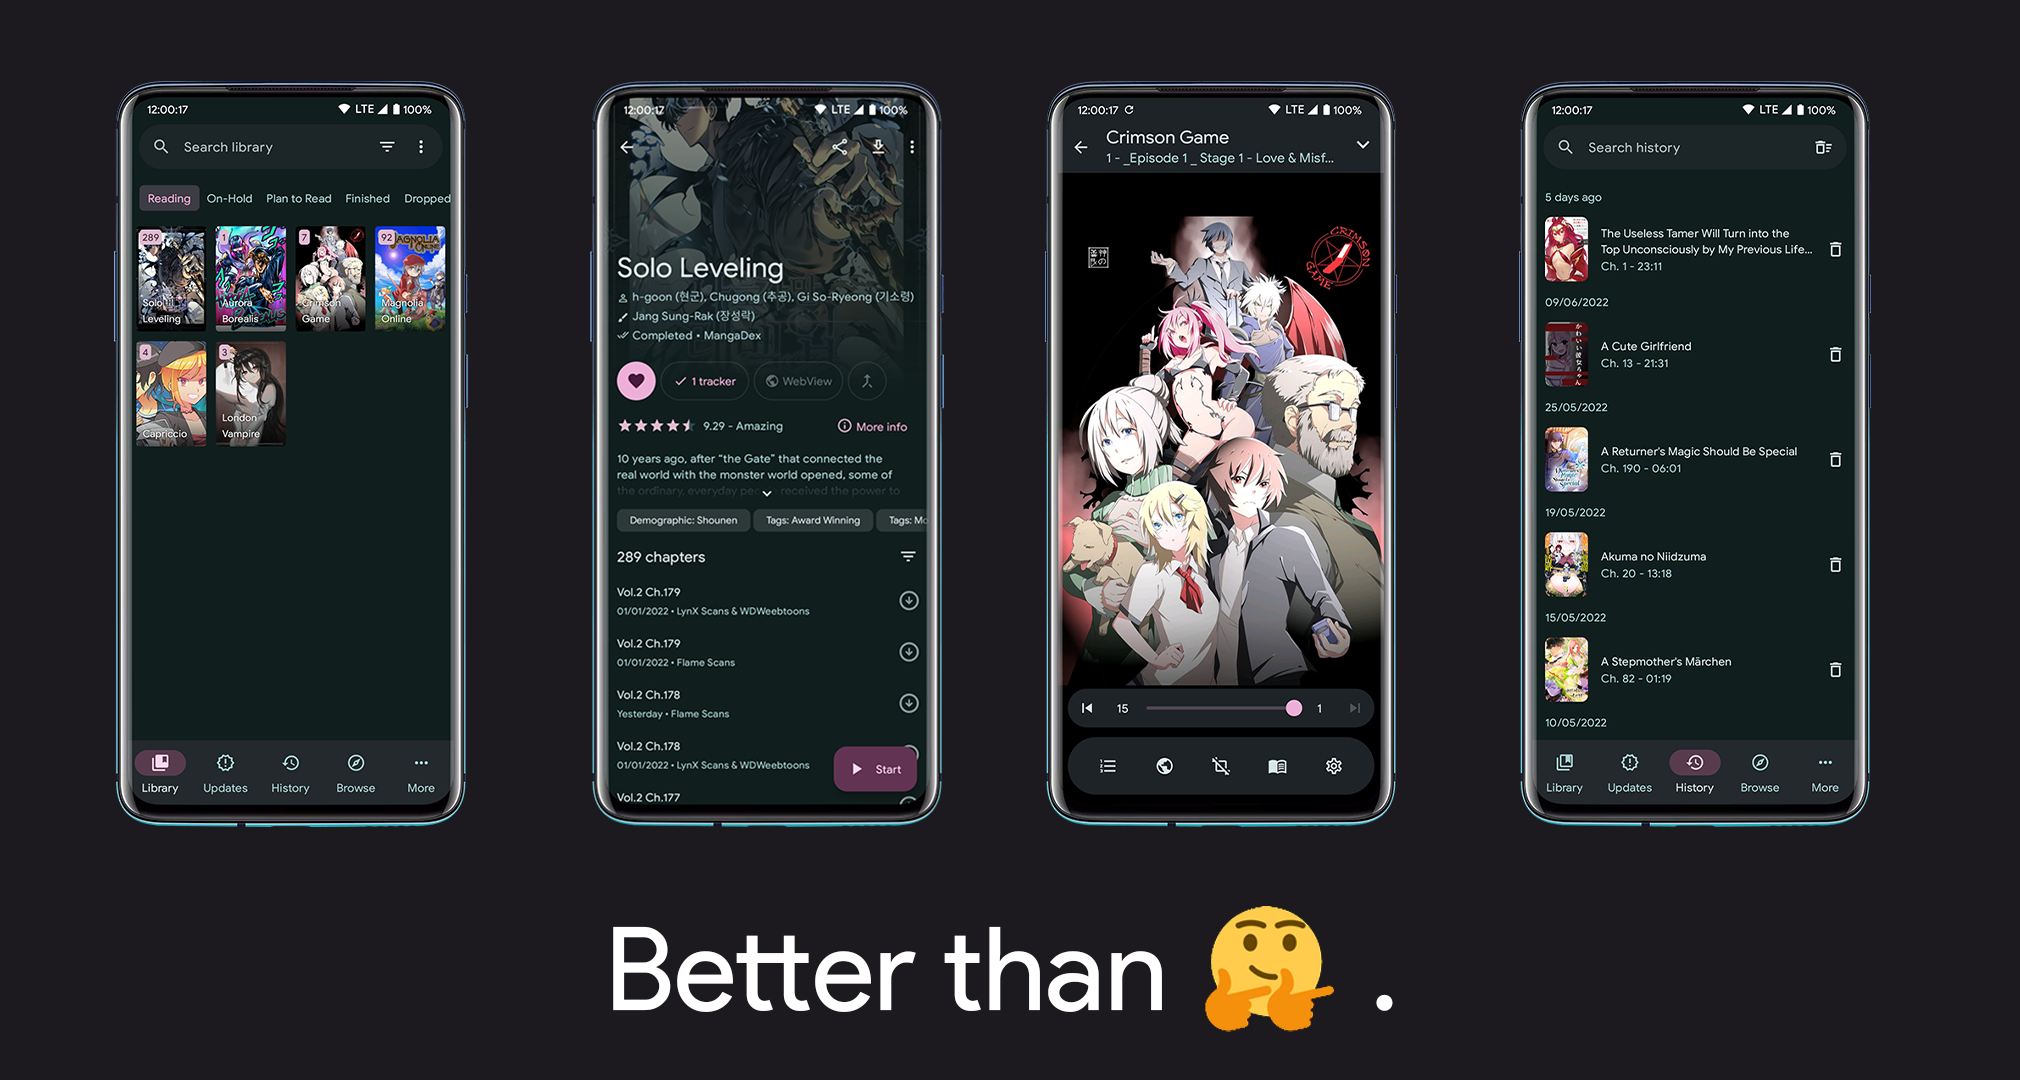 12:00:17 LTE 100%
Search library
Reading On-Hold Plan to Read Finished Dropped
289 1 7 92
Solo Leveling
Aurora Borealis
Crimson Game
Magnolia Online
4 3
Capriccio
London Vampire
Library Updates History Browse More
12:00:17 LTE 100%
Solo Leveling
h-goon (현군), Chugong (추공), Gi So-Ryeong (기소령)
Jang Sung-Rak (장성락)
Completed • MangaDex
1 tracker WebView
9.29 - Amazing More info
10 years ago, after “the Gate” that connected the
real world with the monster world opened, some of
the ordinary, everyday received the power to
Demographic: Shounen Tags: Award Winning Tags: Mo
289 chapters
Vol.2 Ch.179
01/01/2022 • LynX Scans & WDWeebtoons
Vol.2 Ch.179
01/01/2022 • Flame Scans
Vol.2 Ch.178
Yesterday • Flame Scans
Vol.2 Ch.178
01/01/2022 • LynX Scans & WDWeebtoons
Start
Vol.2 Ch.177
12:00:17 LTE 100%
Crimson Game
1 - _Episode 1 _ Stage 1 - Love & Misf...
CRIMSON GAME
15 1
12:00:17 LTE 100%
Search history
5 days ago
The Useless Tamer Will Turn into the
Top Unconsciously by My Previous Life...
Ch. 1 - 23:11
09/06/2022
A Cute Girlfriend
Ch. 13 - 21:31
25/05/2022
A Returner's Magic Should Be Special
Ch. 190 - 06:01
19/05/2022
Akuma no Niidzuma
Ch. 20 - 13:18
15/05/2022
A Stepmother's Märchen
Ch. 82 - 01:19
10/05/2022
Library Updates History Browse More
Better than 🤔 .